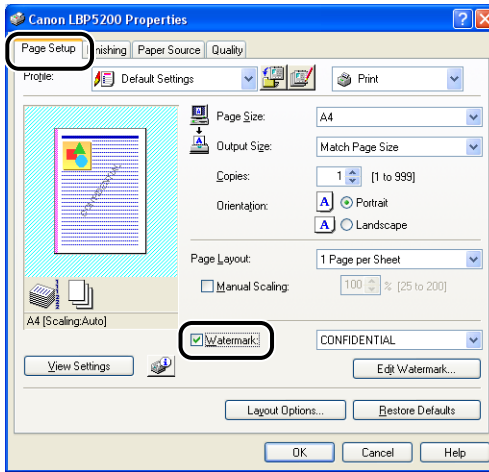 Canon LBP5200 Properties
Page Setup Finishing Paper Source Quality
Profile: Default Settings Print
Page Size: A4
Output Size: Match Page Size
Copies: 1 [1 to 999]
Orientation: A Portrait
A Landscape
CONFIDENTIAL
Page Layout: 1 Page per Sheet
Manual Scaling: 100 % [25 to 200]
A4 [Scaling:Auto]
Watermark: CONFIDENTIAL
View Settings Edit Watermark...
Layout Options... Restore Defaults
OK Cancel Help